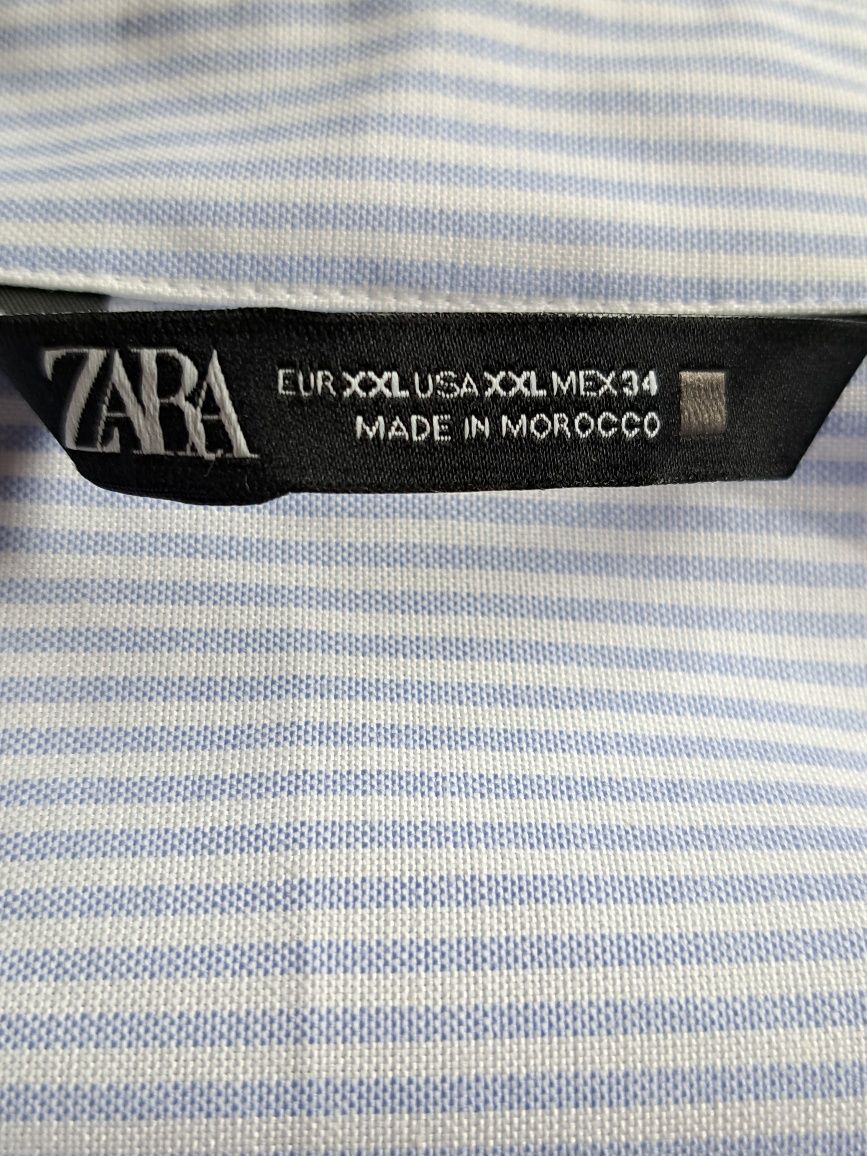 ZARA
EUR XXL USA XXL MEX 34
MADE IN MOROCCO